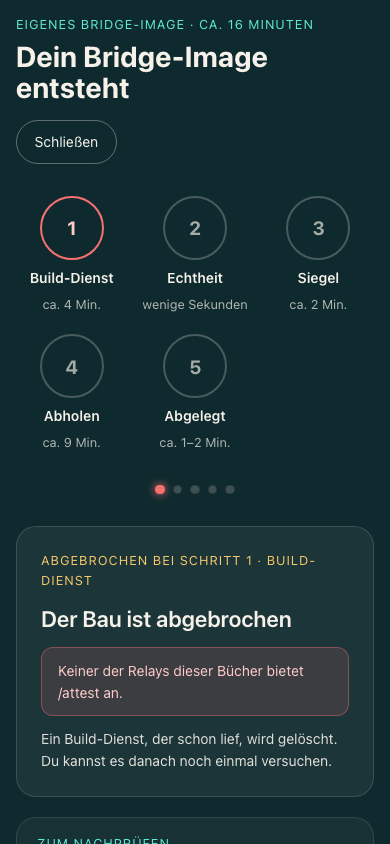 EIGENES BRIDGE-IMAGE · CA. 16 MINUTEN
Dein Bridge-Image
entsteht
Schließen
1
2
3
Build-Dienst
Echtheit
Siegel
ca. 4 Min.
wenige Sekunden
ca. 2 Min.
4
5
Abholen
Abgelegt
ca. 9 Min.
ca. 1–2 Min.
ABGEBROCHEN BEI SCHRITT 1 · BUILD-
DIENST
Der Bau ist abgebrochen
Keiner der Relays dieser Bücher bietet
/attest an.
Ein Build-Dienst, der schon lief, wird gelöscht.
Du kannst es danach noch einmal versuchen.
ZUM NACHPRÜFEN